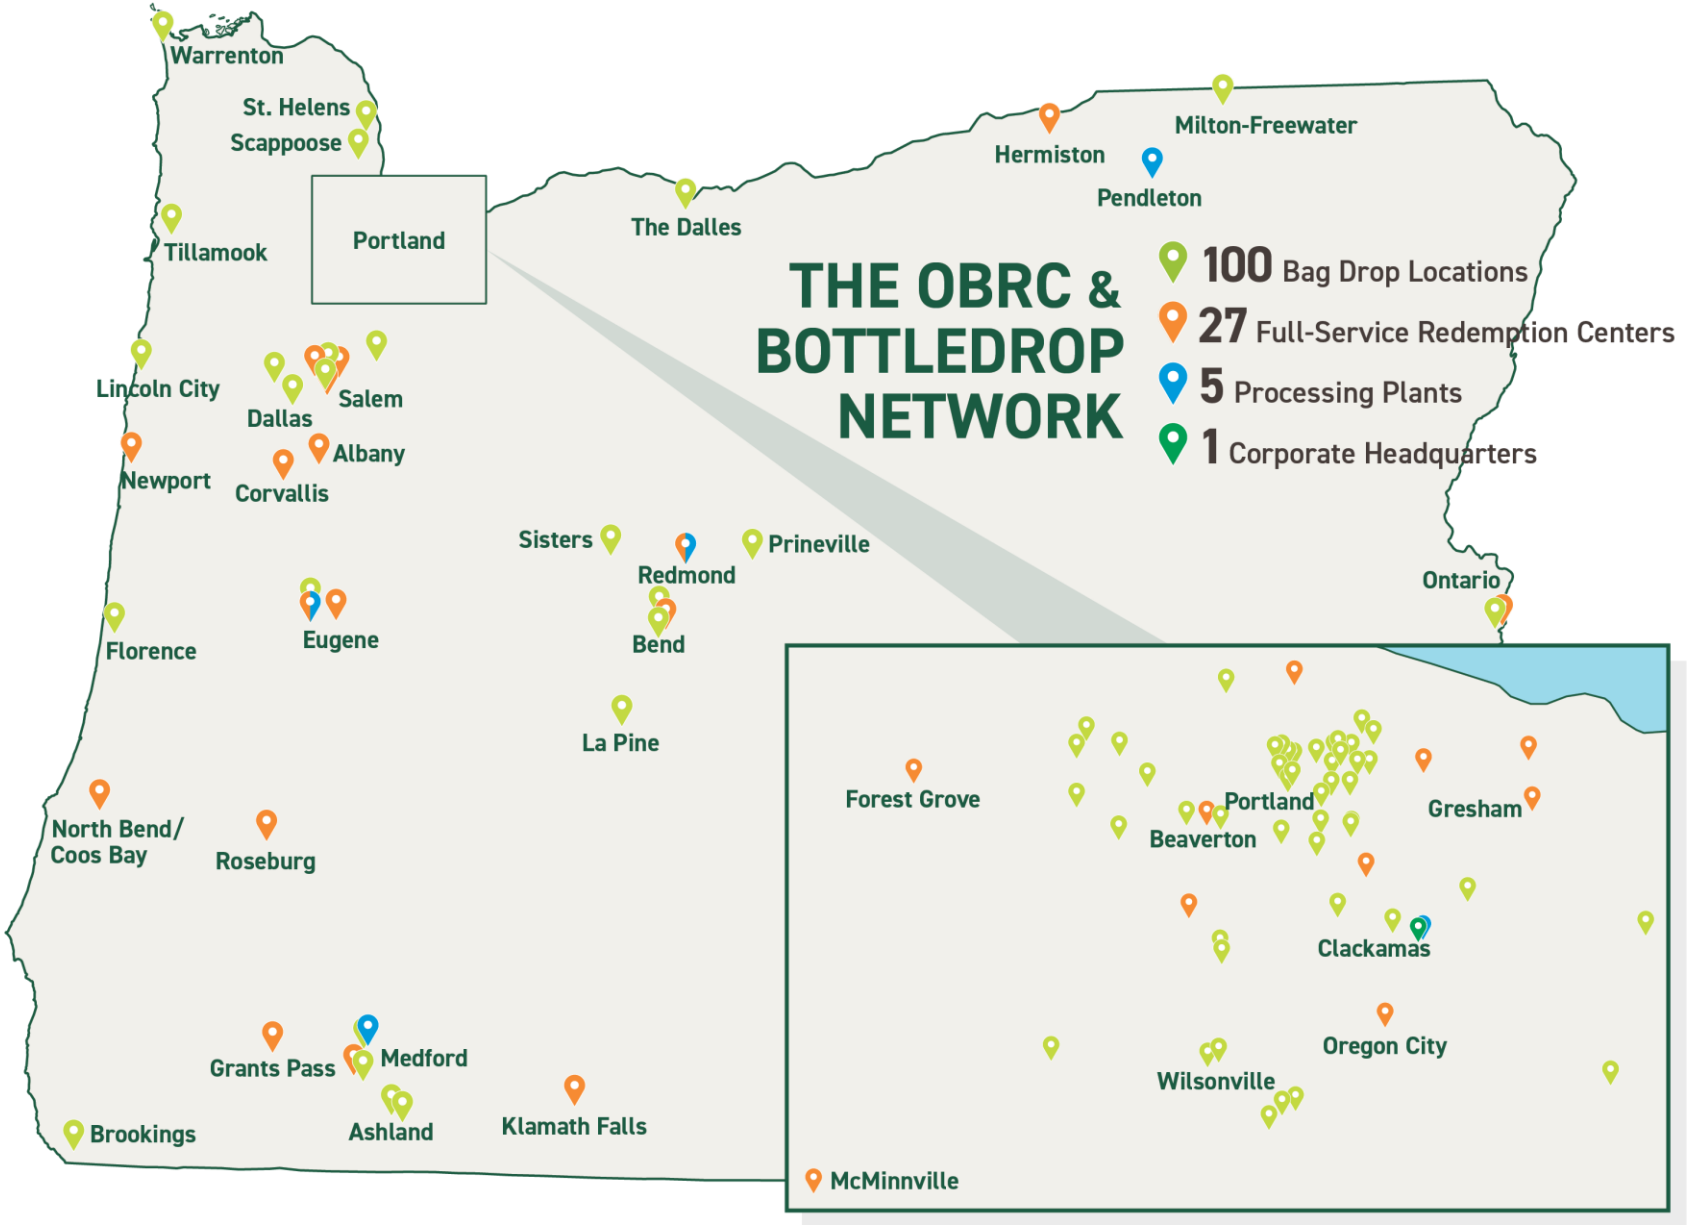 Warrenton
St. Helens
Scappoose
Tillamook
Portland
The Dalles
Hermiston
Milton-Freewater
Pendleton
THE OBRC &
BOTTLEDROP
NETWORK
100 Bag Drop Locations
27 Full-Service Redemption Centers
5 Processing Plants
1 Corporate Headquarters
Lincoln City
Dallas
Salem
Newport
Albany
Corvallis
Sisters
Redmond
Prineville
Ontario
Florence
Eugene
Bend
La Pine
North Bend/
Coos Bay
Roseburg
Grants Pass
Medford
Ashland
Klamath Falls
Brookings
Forest Grove
Portland
Beaverton
Gresham
Clackamas
Oregon City
Wilsonville
McMinnville